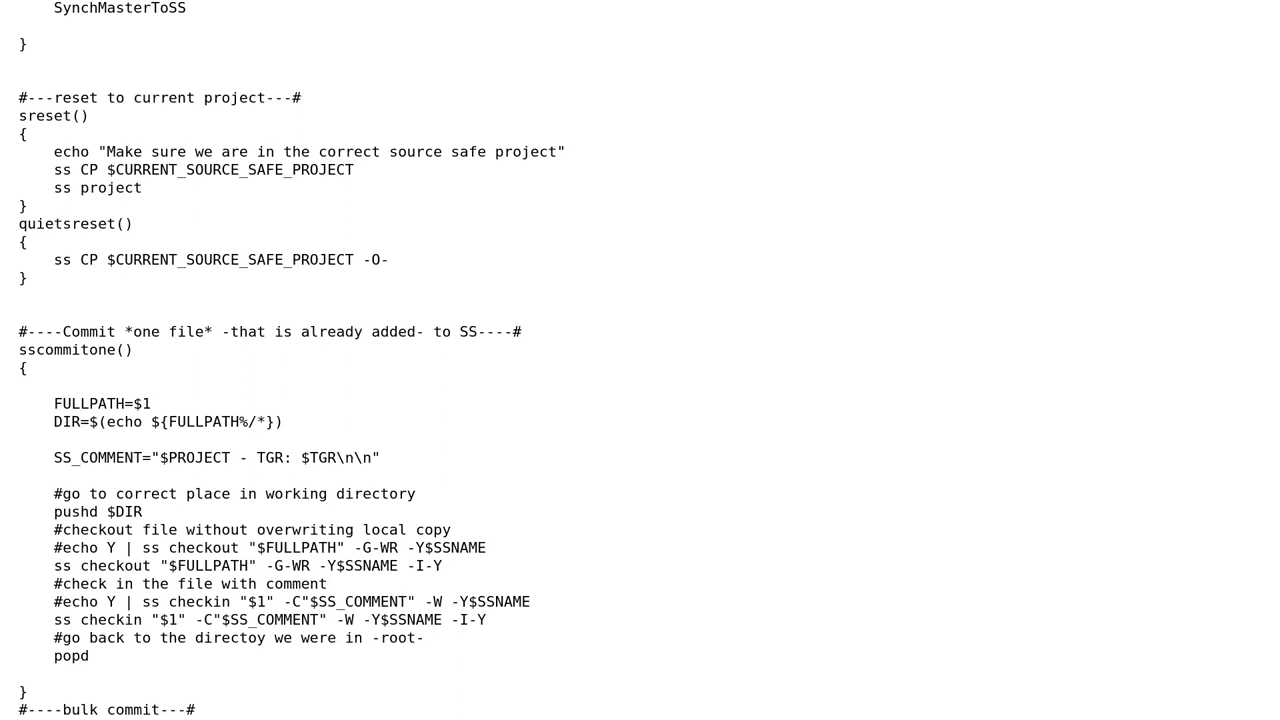 SynchMasterToSS

}


#---reset to current project---#
sreset()
{
    echo "Make sure we are in the correct source safe project"
    ss CP $CURRENT_SOURCE_SAFE_PROJECT
    ss project
}
quietsreset()
{
    ss CP $CURRENT_SOURCE_SAFE_PROJECT -O-
}


#----Commit *one file* -that is already added- to SS----#
sscommitone()
{

    FULLPATH=$1
    DIR=$(echo ${FULLPATH%/*})

    SS_COMMENT="$PROJECT - TGR: $TGR\n\n"

    #go to correct place in working directory
    pushd $DIR
    #checkout file without overwriting local copy
    #echo Y | ss checkout "$FULLPATH" -G-WR -Y$SSNAME
    ss checkout "$FULLPATH" -G-WR -Y$SSNAME -I-Y
    #check in the file with comment
    #echo Y | ss checkin "$1" -C"$SS_COMMENT" -W -Y$SSNAME
    ss checkin "$1" -C"$SS_COMMENT" -W -Y$SSNAME -I-Y
    #go back to the directoy we were in -root-
    popd

}
#----bulk commit---#